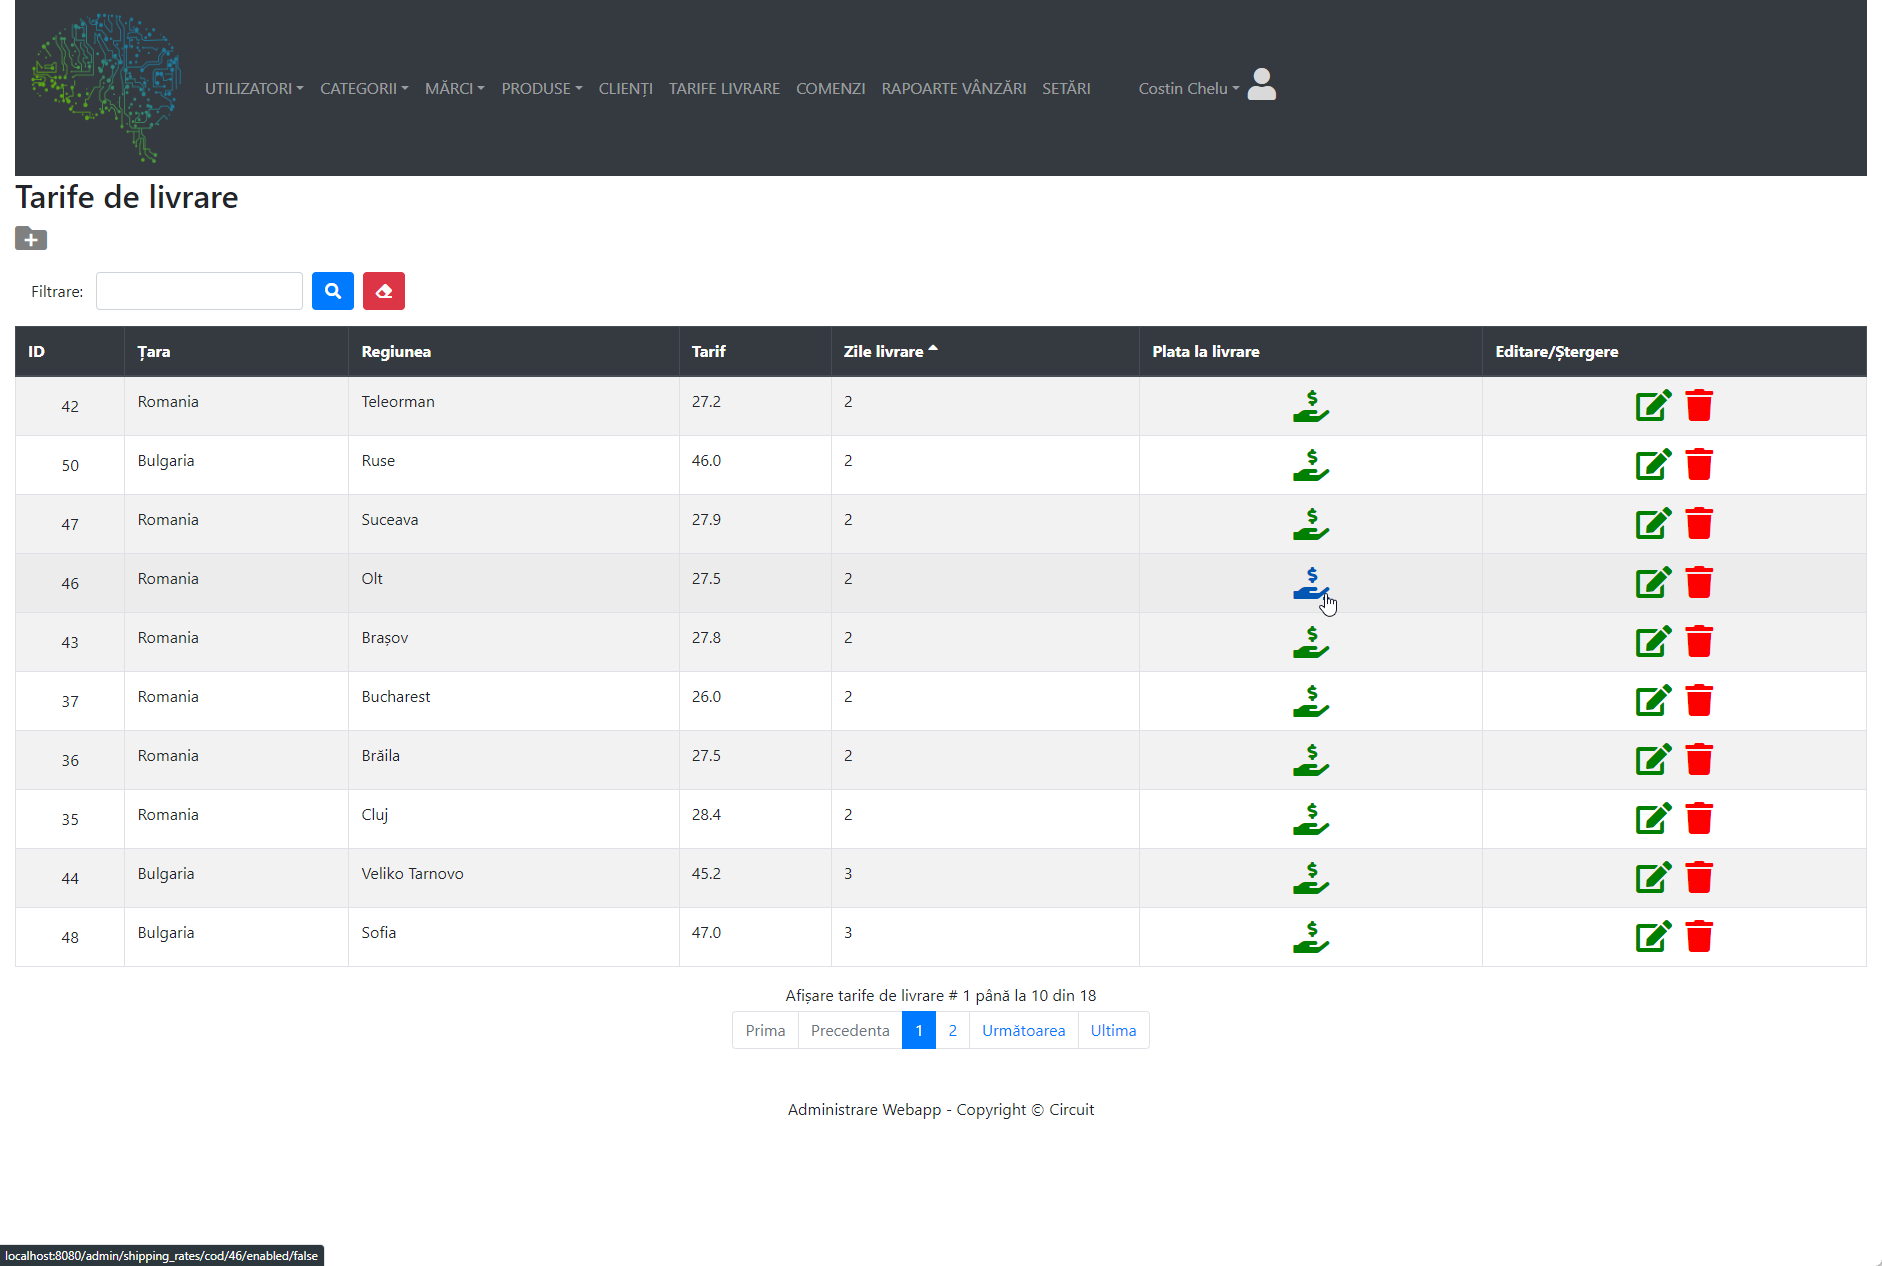 UTILIZATORI CATEGORII MĂRCI PRODUSE CLIENȚI TARIFE LIVRARE COMENZI RAPOARTE VÂNZĂRI SETĂRI Costin Chelu
Tarife de livrare
Filtrare:
ID Țara Regiunea Tarif Zile livrare Plata la livrare Editare/Ștergere
42 Romania Teleorman 27.2 2
50 Bulgaria Ruse 46.0 2
47 Romania Suceava 27.9 2
46 Romania Olt 27.5 2
43 Romania Brașov 27.8 2
37 Romania Bucharest 26.0 2
36 Romania Brăila 27.5 2
35 Romania Cluj 28.4 2
44 Bulgaria Veliko Tarnovo 45.2 3
48 Bulgaria Sofia 47.0 3
Afișare tarife de livrare # 1 până la 10 din 18
Prima Precedenta 1 2 Următoarea Ultima
Administrare Webapp - Copyright © Circuit
localhost:8080/admin/shipping_rates/cod/46/enabled/false